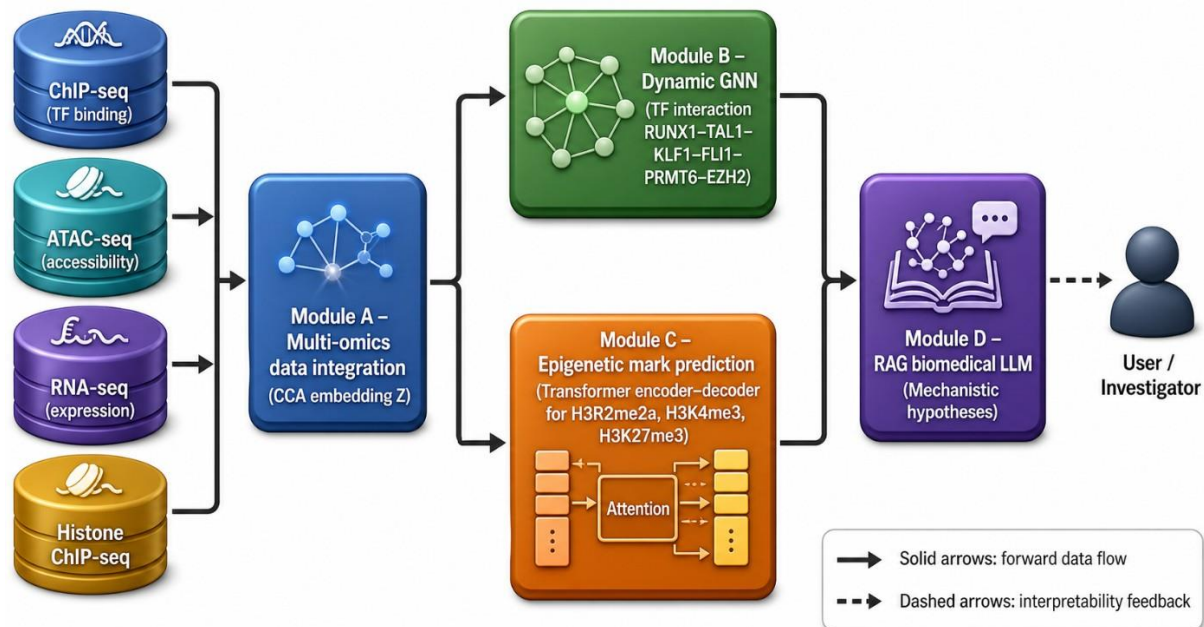 ChIP-seq
(TF binding)
ATAC-seq
(accessibility)
RNA-seq
(expression)
Histone
ChIP-seq
Module A –
Multi-omics
data integration
(CCA embedding Z)
Module B –
Dynamic GNN
(TF interaction
RUNX1–TAL1–
KLF1–FLI1–
PRMT6–EZH2)
Module C –
Epigenetic mark prediction
(Transformer encoder–decoder
for H3R2me2a, H3K4me3,
H3K27me3)
Attention
Module D –
RAG biomedical LLM
(Mechanistic
hypotheses)
User /
Investigator
Solid arrows: forward data flow
Dashed arrows: interpretability feedback